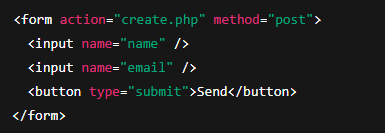 <form action="create.php" method="post">
  <input name="name" />
  <input name="email" />
  <button type="submit">Send</button>
</form>